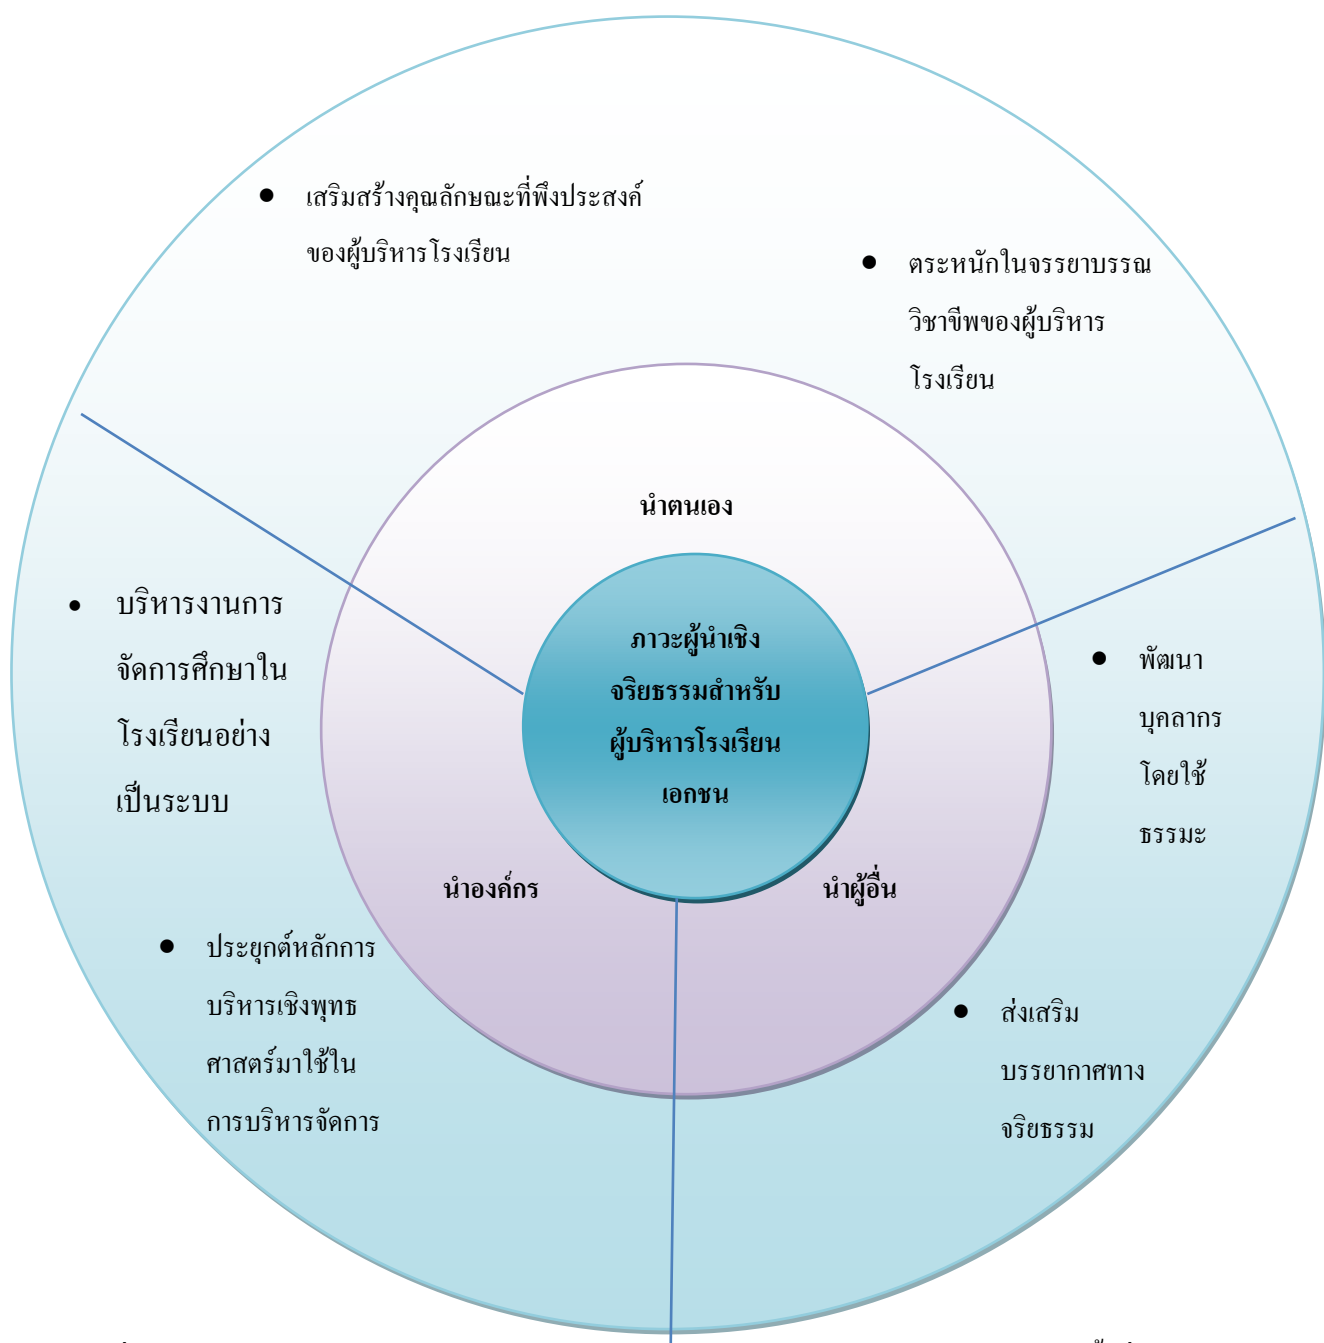 ● เสริมสร้างคุณลักษณะที่พึงประสงค์
ของผู้บริหารโรงเรียน
● ตระหนักในจรรยาบรรณ
วิชาชีพของผู้บริหาร
โรงเรียน
นำตนเอง
ภาวะผู้นำเชิง
จริยธรรมสำหรับ
ผู้บริหารโรงเรียน
เอกชน
● บริหารงานการ
จัดการศึกษาใน
โรงเรียนอย่าง
เป็นระบบ
● พัฒนา
บุคลากร
โดยใช้
ธรรมะ
นำองค์กร
นำผู้อื่น
● ประยุกต์หลักการ
บริหารเชิงพุทธ
ศาสตร์มาใช้ใน
การบริหารจัดการ
● ส่งเสริม
บรรยากาศทาง
จริยธรรม